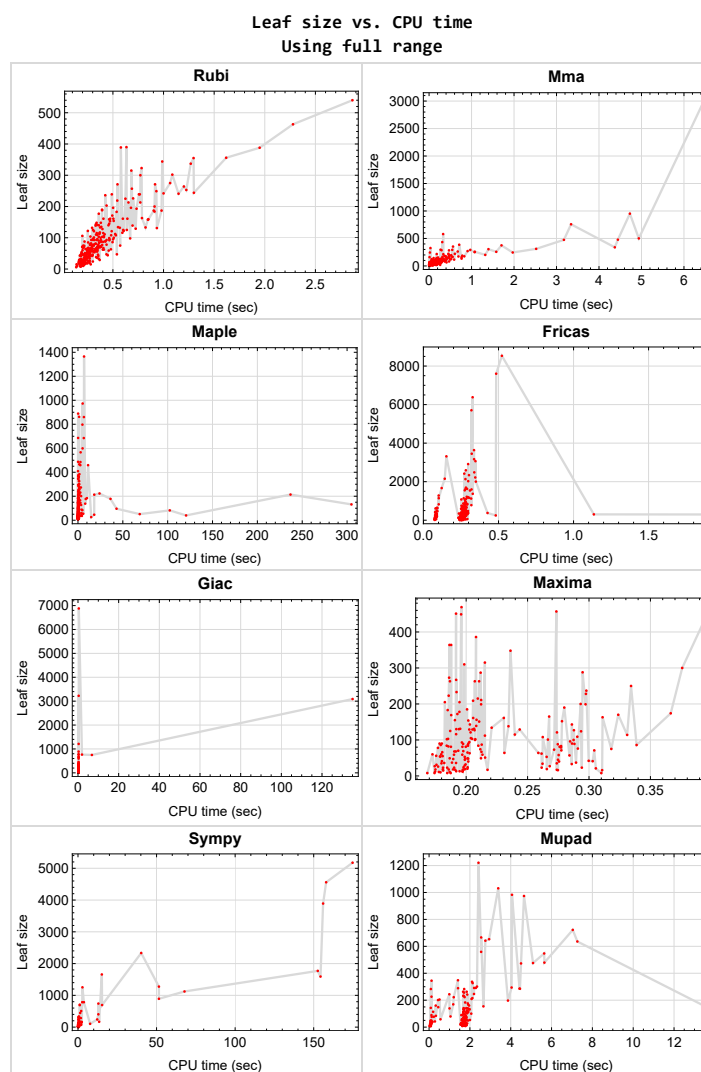 Leaf size vs. CPU time
Using full range
Rubi
Leaf size
500
400
300
200
100
0
0.5 1.0 1.5 2.0 2.5
CPU time (sec)
Mma
Leaf size
3000
2500
2000
1500
1000
500
0
0 1 2 3 4 5 6
CPU time (sec)
Maple
Leaf size
1400
1200
1000
800
600
400
200
0
0 50 100 150 200 250 300
CPU time (sec)
Fricas
Leaf size
8000
6000
4000
2000
0
0.0 0.5 1.0 1.5
CPU time (sec)
Giac
Leaf size
7000
6000
5000
4000
3000
2000
1000
0
0 20 40 60 80 100 120
CPU time (sec)
Maxima
Leaf size
400
300
200
100
0
0.20 0.25 0.30 0.35
CPU time (sec)
Sympy
Leaf size
5000
4000
3000
2000
1000
0
0 50 100 150
CPU time (sec)
Mupad
Leaf size
1200
1000
800
600
400
200
0
0 2 4 6 8 10 12
CPU time (sec)